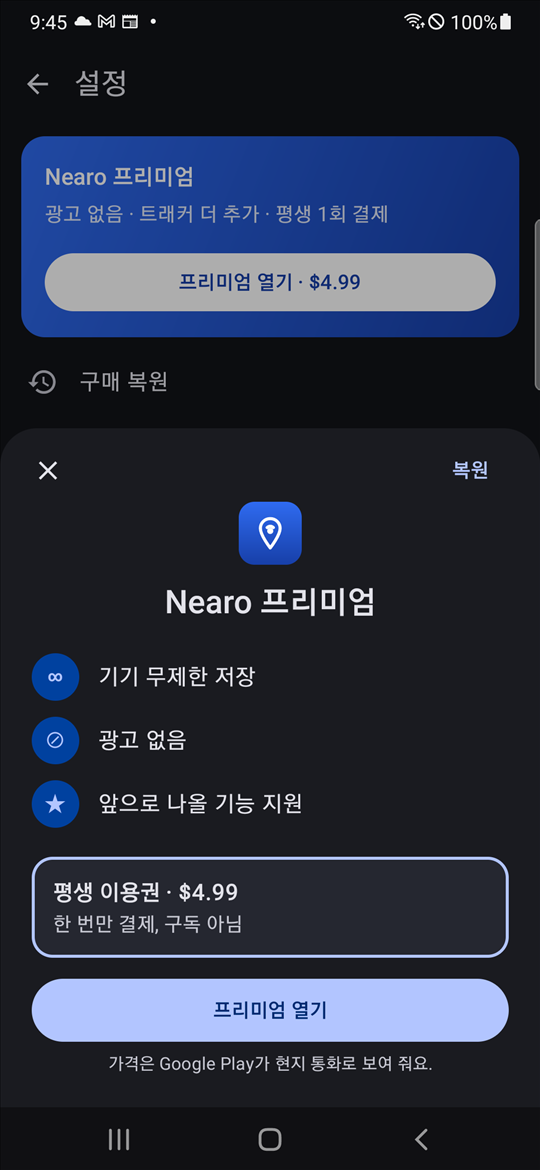 9:45
100%
설정
Nearo 프리미엄
광고 없음 · 트래커 더 추가 · 평생 1회 결제
프리미엄 열기 · $4.99
구매 복원
복원
Nearo 프리미엄
∞ 기기 무제한 저장
광고 없음
앞으로 나올 기능 지원
평생 이용권 · $4.99
한 번만 결제, 구독 아님
프리미엄 열기
가격은 Google Play가 현지 통화로 보여 줘요.